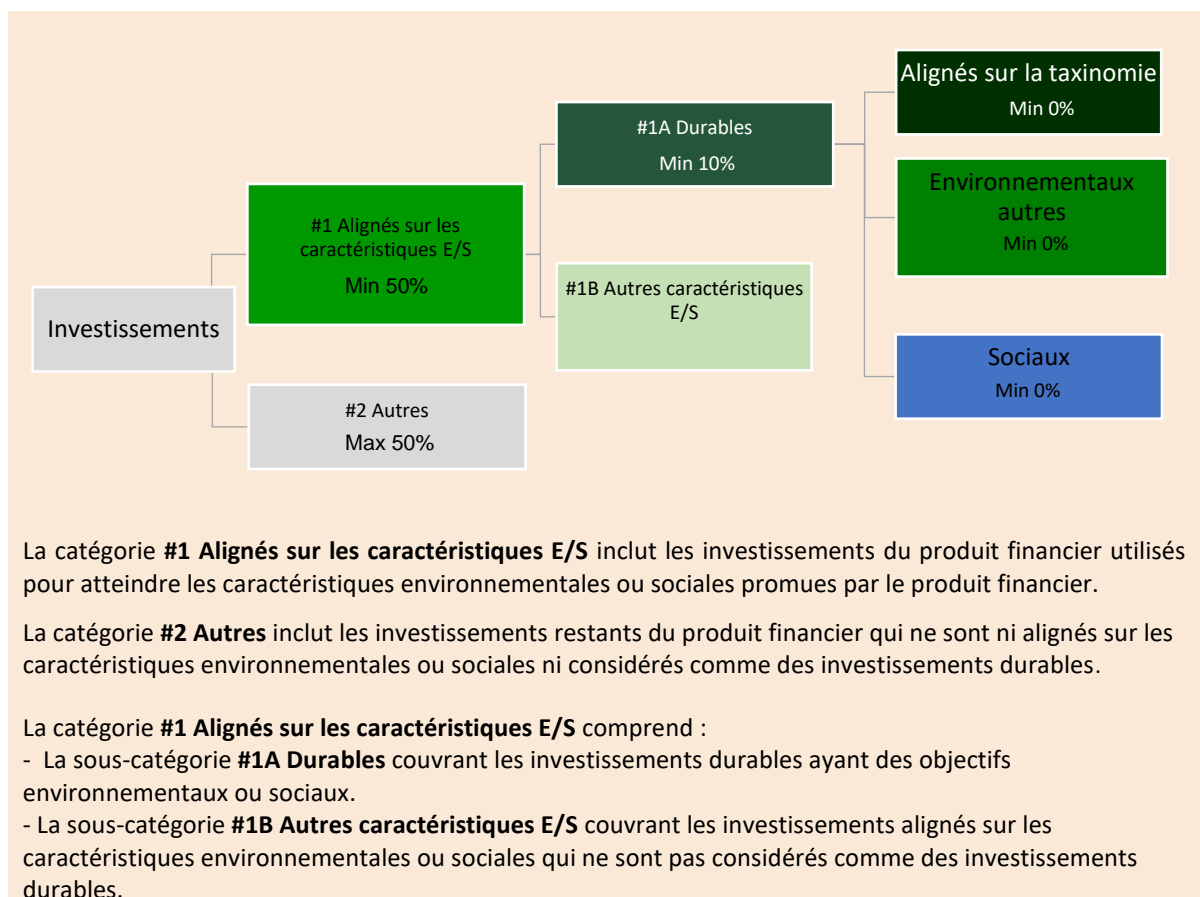 Investissements
#1 Alignés sur les
caractéristiques E/S
Min 50%
#2 Autres
Max 50%
#1A Durables
Min 10%
#1B Autres caractéristiques
E/S
Alignés sur la taxinomie
Min 0%
Environnementaux
autres
Min 0%
Sociaux
Min 0%
La catégorie #1 Alignés sur les caractéristiques E/S inclut les investissements du produit financier utilisés
pour atteindre les caractéristiques environnementales ou sociales promues par le produit financier.
La catégorie #2 Autres inclut les investissements restants du produit financier qui ne sont ni alignés sur les
caractéristiques environnementales ou sociales ni considérés comme des investissements durables.
La catégorie #1 Alignés sur les caractéristiques E/S comprend :
- La sous-catégorie #1A Durables couvrant les investissements durables ayant des objectifs
environnementaux ou sociaux.
- La sous-catégorie #1B Autres caractéristiques E/S couvrant les investissements alignés sur les
caractéristiques environnementales ou sociales qui ne sont pas considérés comme des investissements
durables.